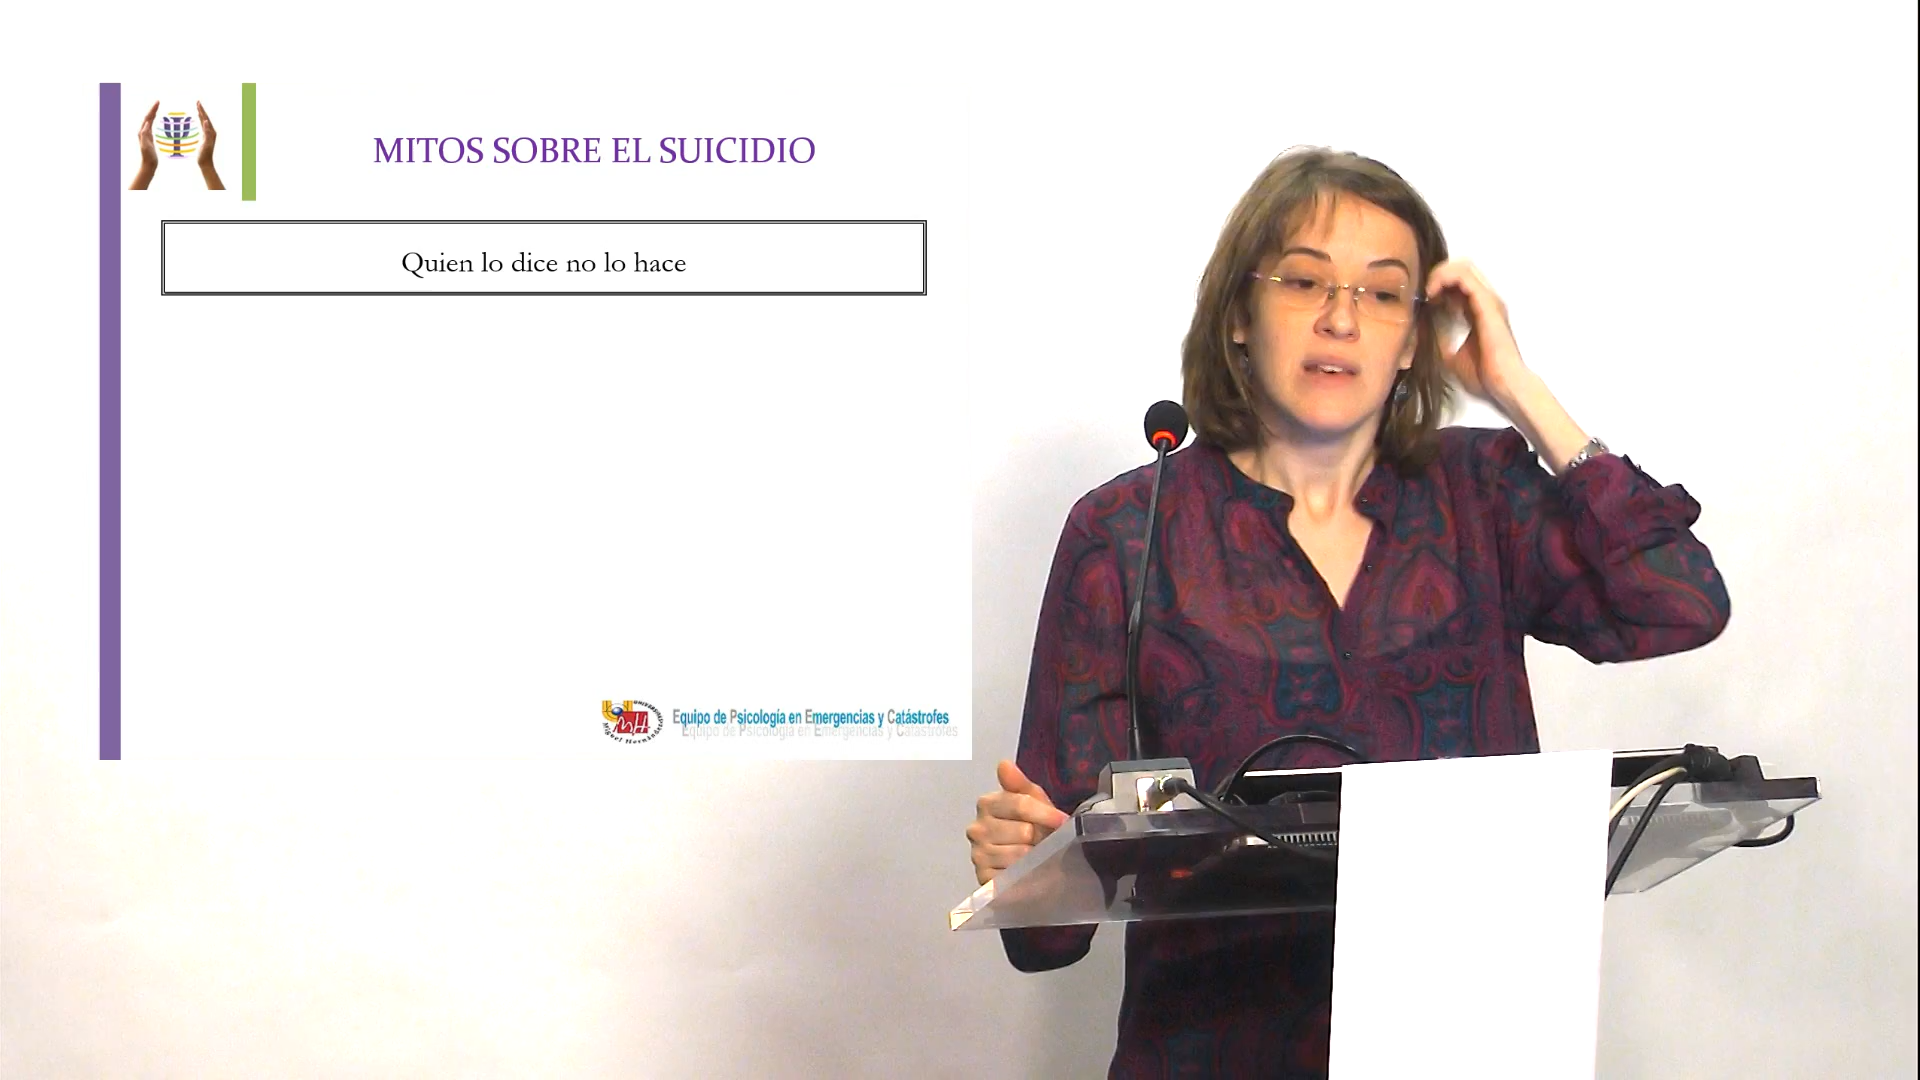 MITOS SOBRE EL SUICIDIO
Quien lo dice no lo hace
Equipo de Psicología en Emergencias y Catástrofes